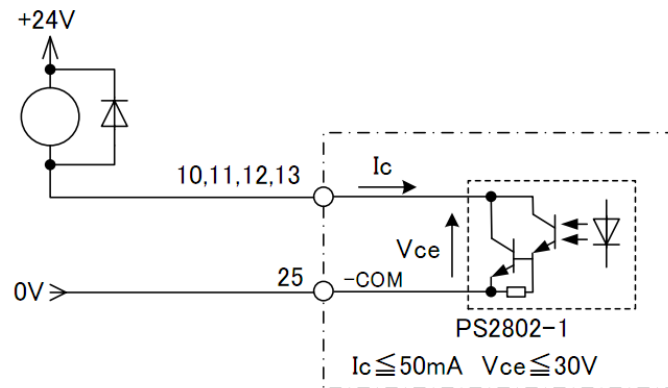 +24V
10,11,12,13
Ic
Vce
0V
25
-COM
PS2802-1
Ic≦50mA Vce≦30V